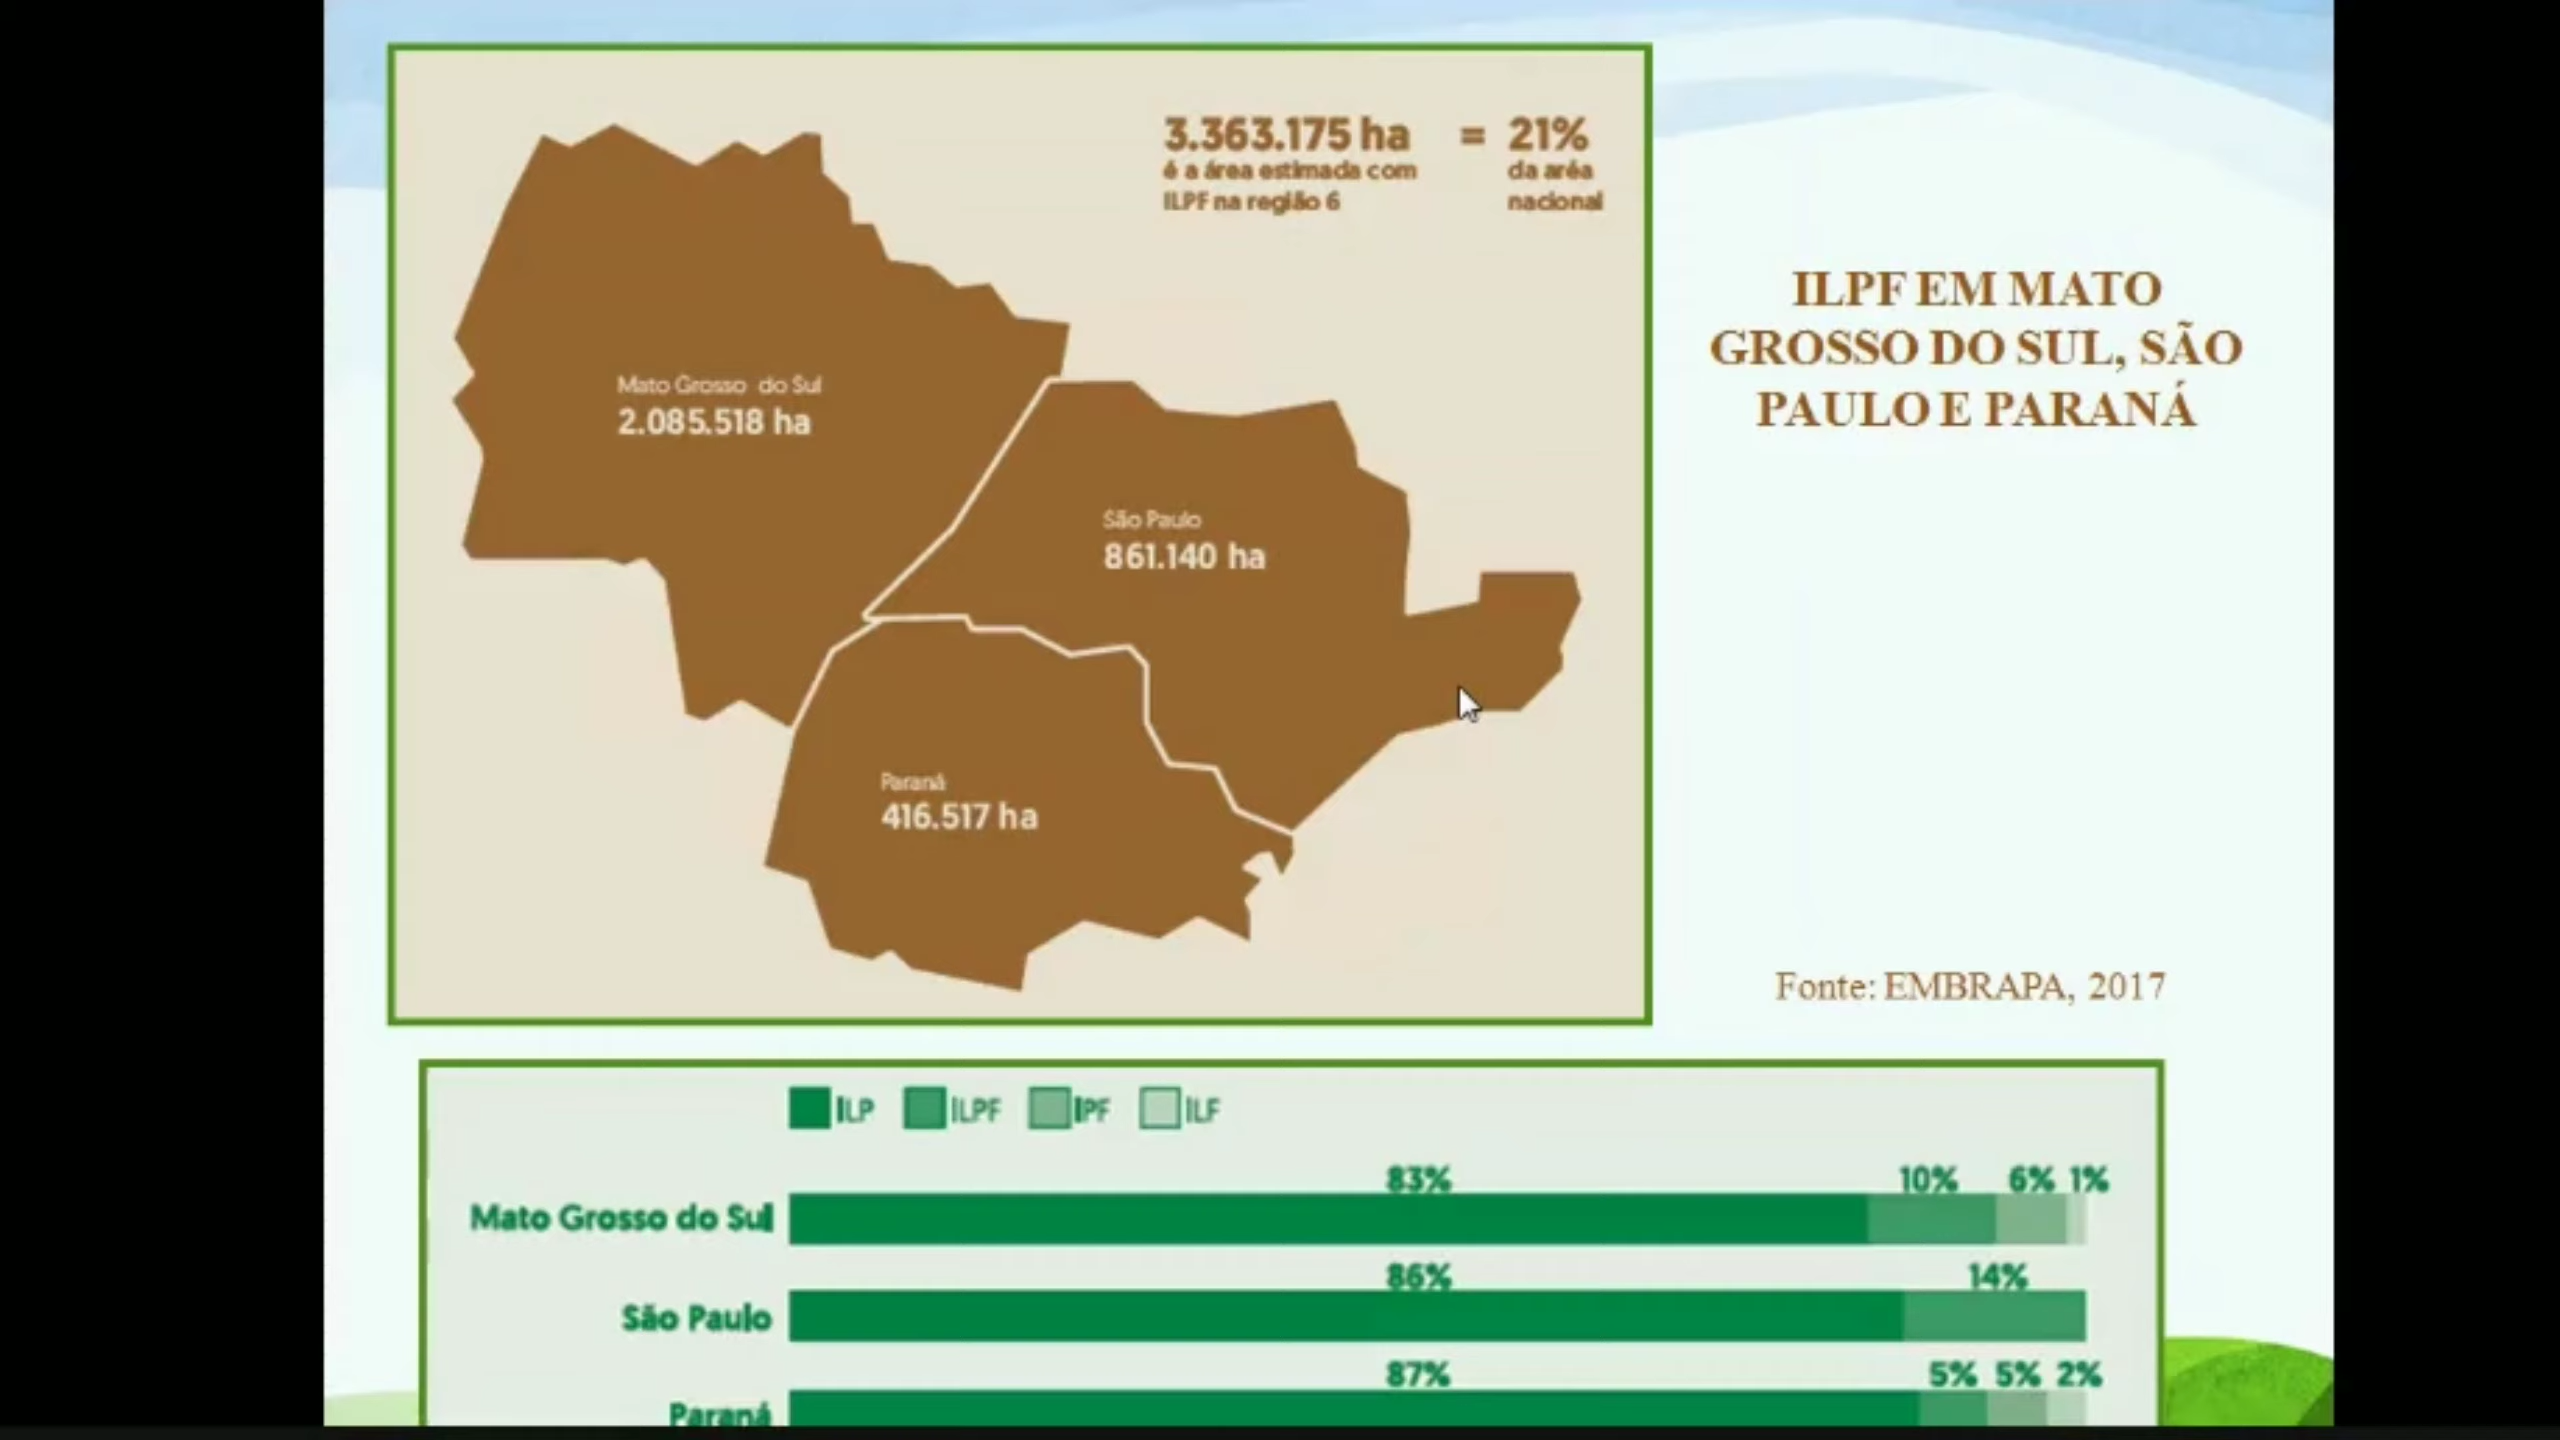 3.363.175 ha = 21%
é a área estimada com
ILPF na região 6
da aréa
nacional
ILPF EM MATO
GROSSO DO SUL, SÃO
PAULO E PARANÁ
Mato Grosso do Sul
2.085.518 ha
São Paulo
861.140 ha
Paraná
416.517 ha
Fonte: EMBRAPA, 2017
ILP ILPF IPF ILF
83% 10% 6% 1%
Mato Grosso do Sul
86% 14%
São Paulo
87% 5% 5% 2%
Paraná